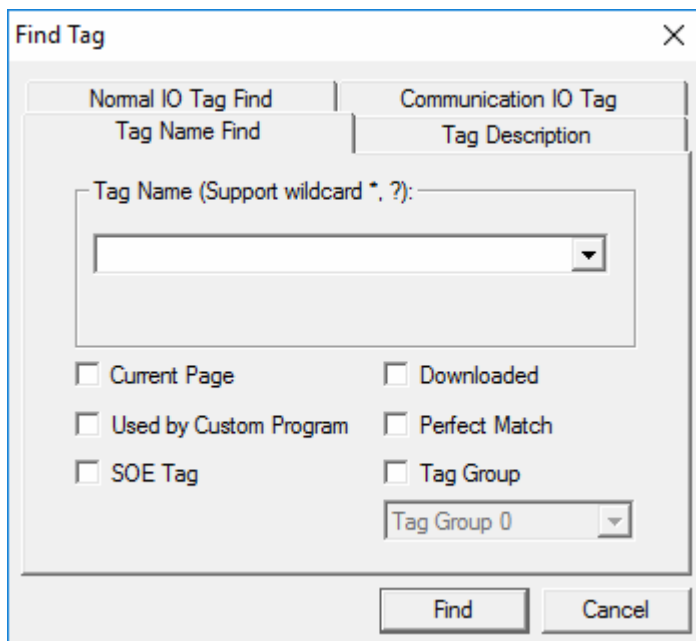 Find Tag
Normal IO Tag Find
Communication IO Tag
Tag Name Find
Tag Description
Tag Name (Support wildcard *, ?):
Current Page
Downloaded
Used by Custom Program
Perfect Match
SOE Tag
Tag Group
Tag Group 0
Find
Cancel